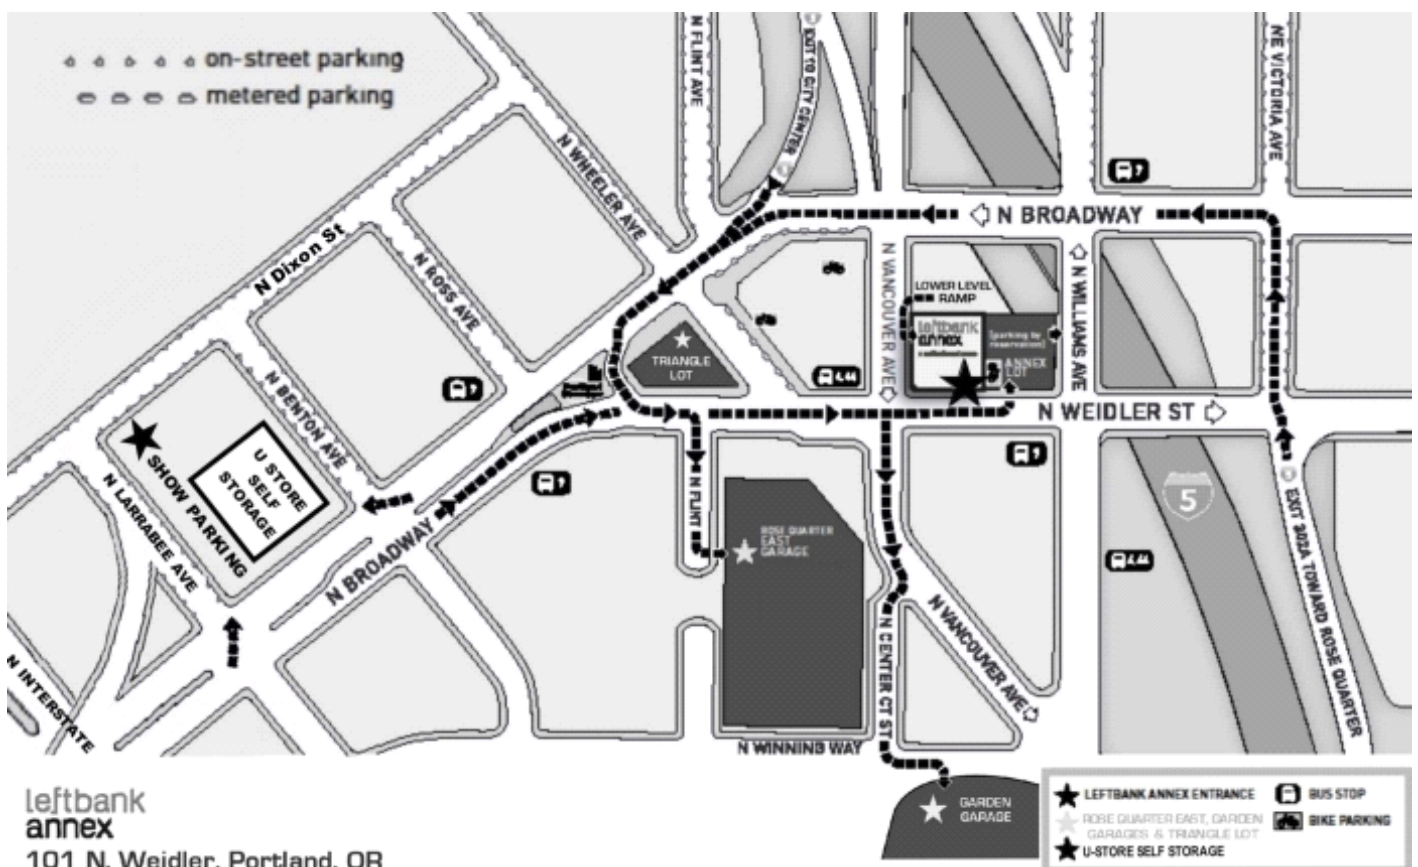 on-street parking
metered parking
N FLINT AVE
EXIT TO CITY CENTER
NE VICTORIA AVE
N WHEELER AVE
N BROADWAY
N Dixon St
N ROSS AVE
N VANCOUVER AVE
N WILLIAMS AVE
LOWER LEVEL
RAMP
leftbank
annex
[parking by
reservation]
ANNEX
LOT
TRIANGLE
LOT
N BENTON AVE
N WEIDLER ST
U STORE
SELF
STORAGE
SHOW PARKING
N LARRABEE AVE
N BROADWAY
N FLINT
ROSE QUARTER
EAST
GARAGE
5
EXIT 302A TOWARD ROSE QUARTER
N CENTER CT ST
N VANCOUVER AVE
N INTERSTATE
N WINNING WAY
GARDEN
GARAGE
leftbank
annex
101 N. Weidler, Portland, OR
LEFTBANK ANNEX ENTRANCE
BUS STOP
ROSE QUARTER EAST, GARDEN
GARAGES & TRIANGLE LOT
BIKE PARKING
U-STORE SELF STORAGE